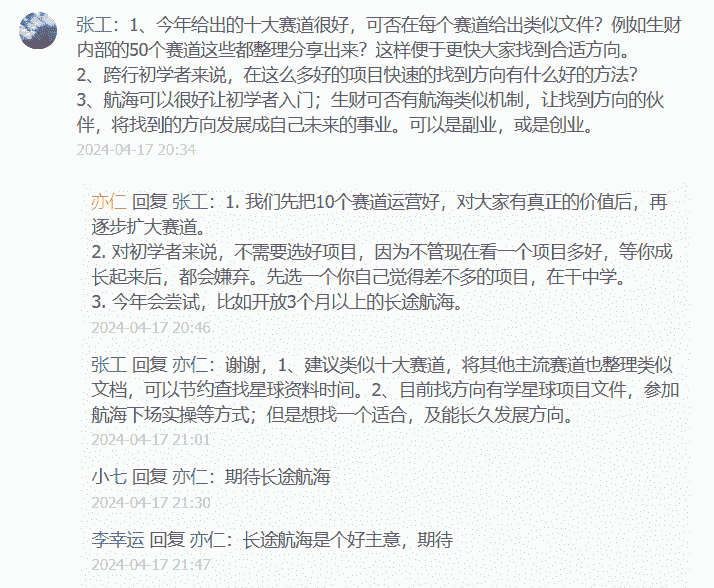 张工：1、今年给出的十大赛道很好，可否在每个赛道给出类似文件？例如生财
内部的50个赛道这些都整理分享出来？这样便于更快大家找到合适方向。
2、跨行初学者来说，在这么多好的项目快速的找到方向有什么好的方法？
3、航海可以很好让初学者入门；生财可否有航海类似机制，让找到方向的伙
伴，将找到的方向发展成自己未来的事业。可以是副业，或是创业。
2024-04-17 20:34
亦仁 回复 张工：1. 我们先把10个赛道运营好，对大家有真正的价值后，再
逐步扩大赛道。
2. 对初学者来说，不需要选好项目，因为不管现在看一个项目多好，等你成
长起来后，都会嫌弃。先选一个你自己觉得差不多的项目，在干中学。
3. 今年会尝试，比如开放3个月以上的长途航海。
2024-04-17 20:46
张工 回复 亦仁：谢谢，1、建议类似十大赛道，将其他主流赛道也整理类似
文档，可以节约查找星球资料时间。2、目前找方向有学星球项目文件，参加
航海下场实操等方式；但是想找一个适合，及能长久发展方向。
2024-04-17 21:01
小七 回复 亦仁：期待长途航海
2024-04-17 21:30
李幸运 回复 亦仁：长途航海是个好主意，期待
2024-04-17 21:47